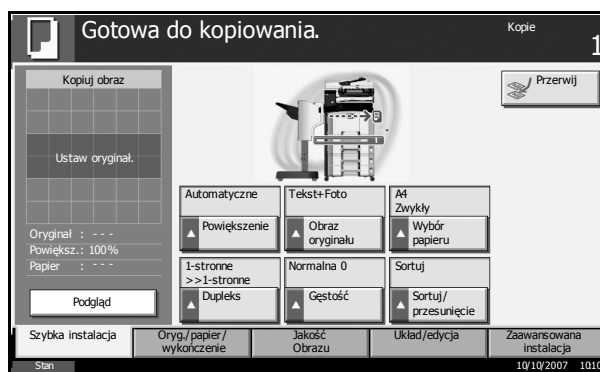 Gotowa do kopiowania.
Kopie
1
Kopiuj obraz
Ustaw oryginał.
Oryginał : - - -
Powiększ.: 100%
Papier : - - -
Podgląd
Przerwij
Automatyczne
Powiększenie
Tekst+Foto
Obraz
oryginału
A4
Zwykły
Wybór
papieru
1-stronne
>>1-stronne
Dupleks
Normalna 0
Gęstość
Sortuj
Sortuj/
przesunięcie
Szybka instalacja
Oryg./papier/
wykończenie
Jakość
Obrazu
Układ/edycja
Zaawansowana
instalacja
Stan
10/10/2007 1010